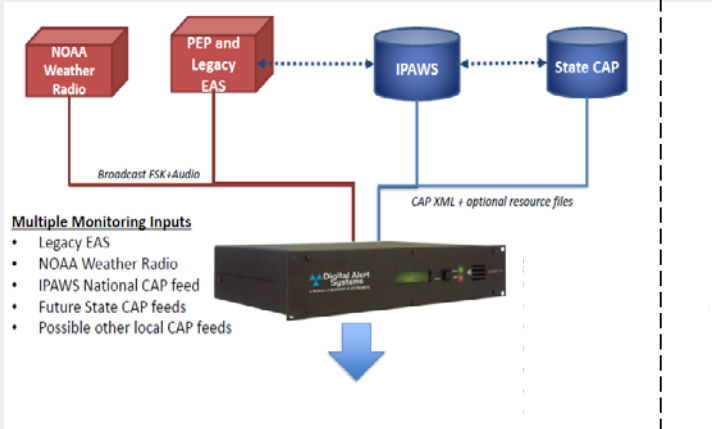 NOAA
Weather
Radio
PEP and
Legacy
EAS
IPAWS
State CAP
Broadcast FSK+Audio
CAP XML + optional resource files
Multiple Monitoring Inputs
• Legacy EAS
• NOAA Weather Radio
• IPAWS National CAP feed
• Future State CAP feeds
• Possible other local CAP feeds
Digital Alert
Systems